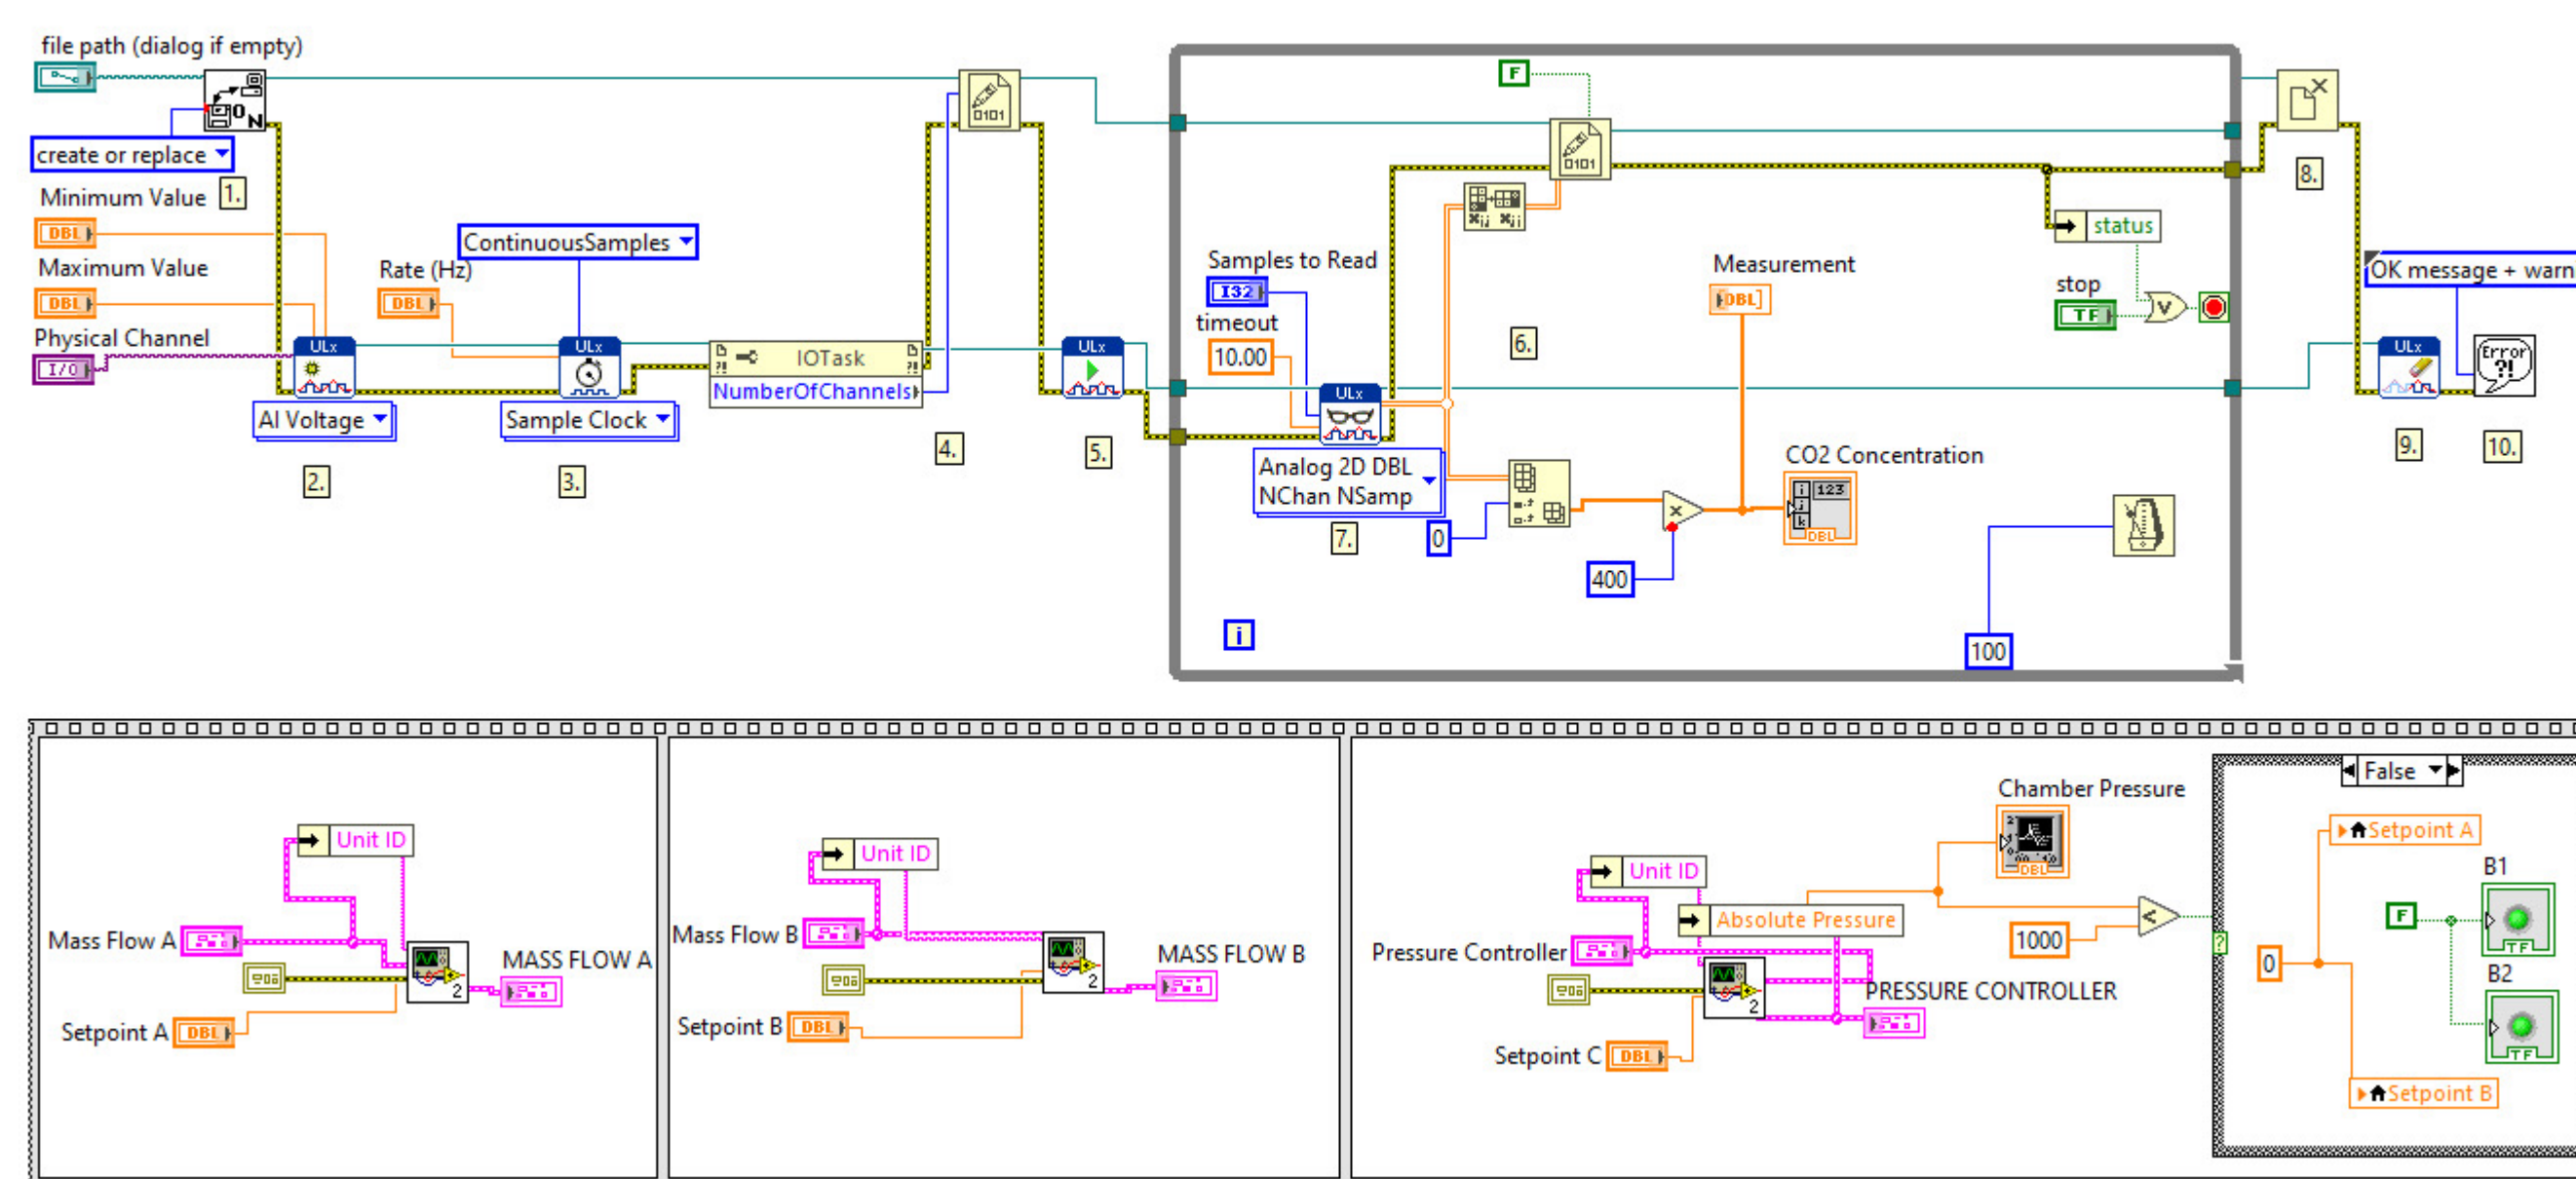 file path (dialog if empty)
create or replace
1.
Minimum Value
DBL
Maximum Value
DBL
Physical Channel
I/O
ULx
AI Voltage
2.
Rate (Hz)
DBL
ContinuousSamples
ULx
Sample Clock
3.
IOTask
NumberOfChannels
0101
4.
ULx
5.
F
0101
Samples to Read
I32
timeout
10.00
ULx
Analog 2D DBL
NChan NSamp
7.
6.
Measurement
DBL
0
400
CO2 Concentration
123
DBL
i
100
status
stop
TF
8.
OK message + warn
ULx
Error
?!
9.
10.
Unit ID
Mass Flow A
MASS FLOW A
2
Setpoint A
DBL
Unit ID
Mass Flow B
MASS FLOW B
2
Setpoint B
DBL
Unit ID
Absolute Pressure
Pressure Controller
PRESSURE CONTROLLER
2
Setpoint C
DBL
Chamber Pressure
DBL
1000
<
?
False
Setpoint A
B1
F
TF
0
B2
TF
Setpoint B